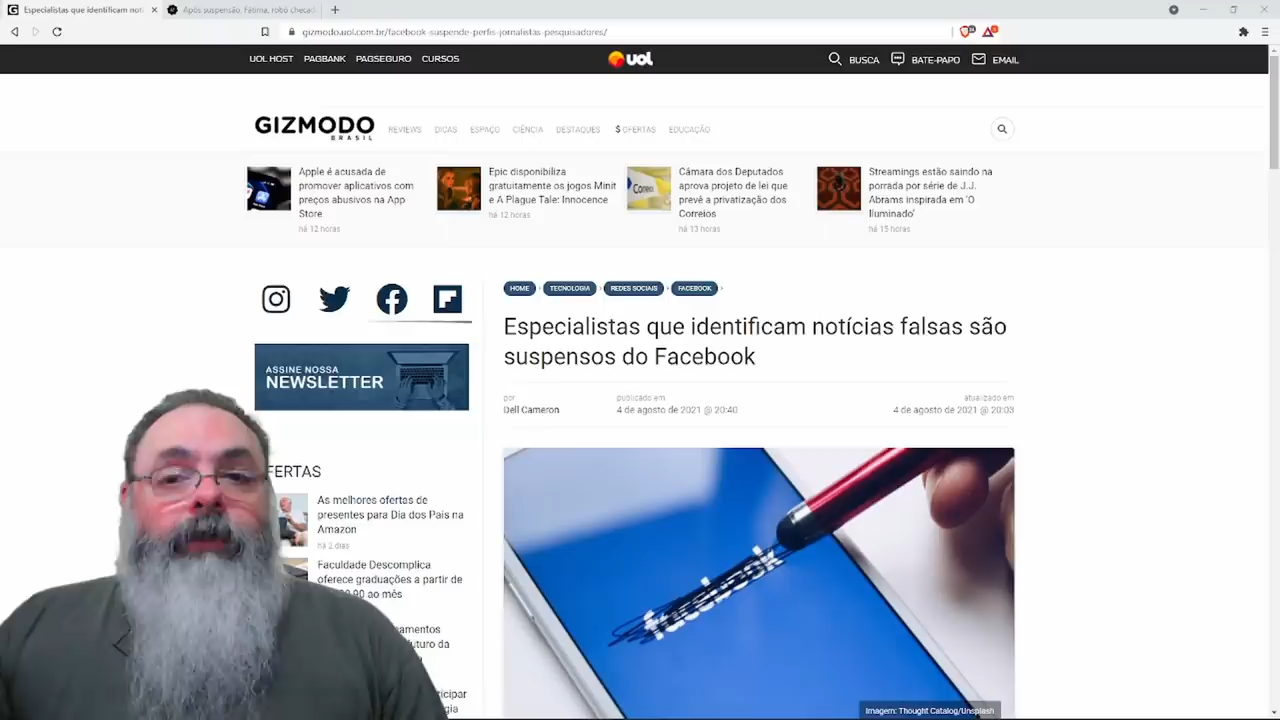 Especialistas que identificam noti
Após suspensão, Fátima, robô checad
gizmodo.uol.com.br/facebook-suspende-perfis-jornalistas-pesquisadores/
UOL HOST PAGBANK PAGSEGURO CURSOS
UOL
BUSCA BATE-PAPO EMAIL
GIZMODO
BRASIL
REVIEWS DICAS ESPAÇO CIÊNCIA DESTAQUES $ OFERTAS EDUCAÇÃO
Apple é acusada de
promover aplicativos com
preços abusivos na App
Store
há 12 horas
Epic disponibiliza
gratuitamente os jogos Minit
e A Plague Tale: Innocence
há 12 horas
Correios
Câmara dos Deputados
aprova projeto de lei que
prevê a privatização dos
Correios
há 13 horas
Streamings estão saindo na
porrada por série de J.J.
Abrams inspirada em 'O
Iluminado'
há 15 horas
HOME TECNOLOGIA REDES SOCIAIS FACEBOOK
Especialistas que identificam notícias falsas são
suspensos do Facebook
por
Dell Cameron
publicado em
4 de agosto de 2021 @ 20:40
atualizado em
4 de agosto de 2021 @ 20:03
ASSINE NOSSA
NEWSLETTER
FERTAS
As melhores ofertas de
presentes para Dia dos Pais na
Amazon
há 2 dias
Faculdade Descomplica
oferece graduações a partir de
90 ao mês
amentos
uturo da
ticipar
gia
Imagem: Thought Catalog/Unsplash